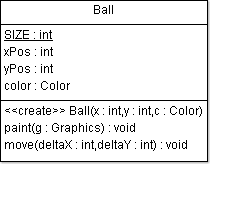 Ball
SIZE : int
xPos : int
yPos : int
color : Color
<<create>> Ball(x : int,y : int,c : Color)
paint(g : Graphics) : void
move(deltaX : int,deltaY : int) : void